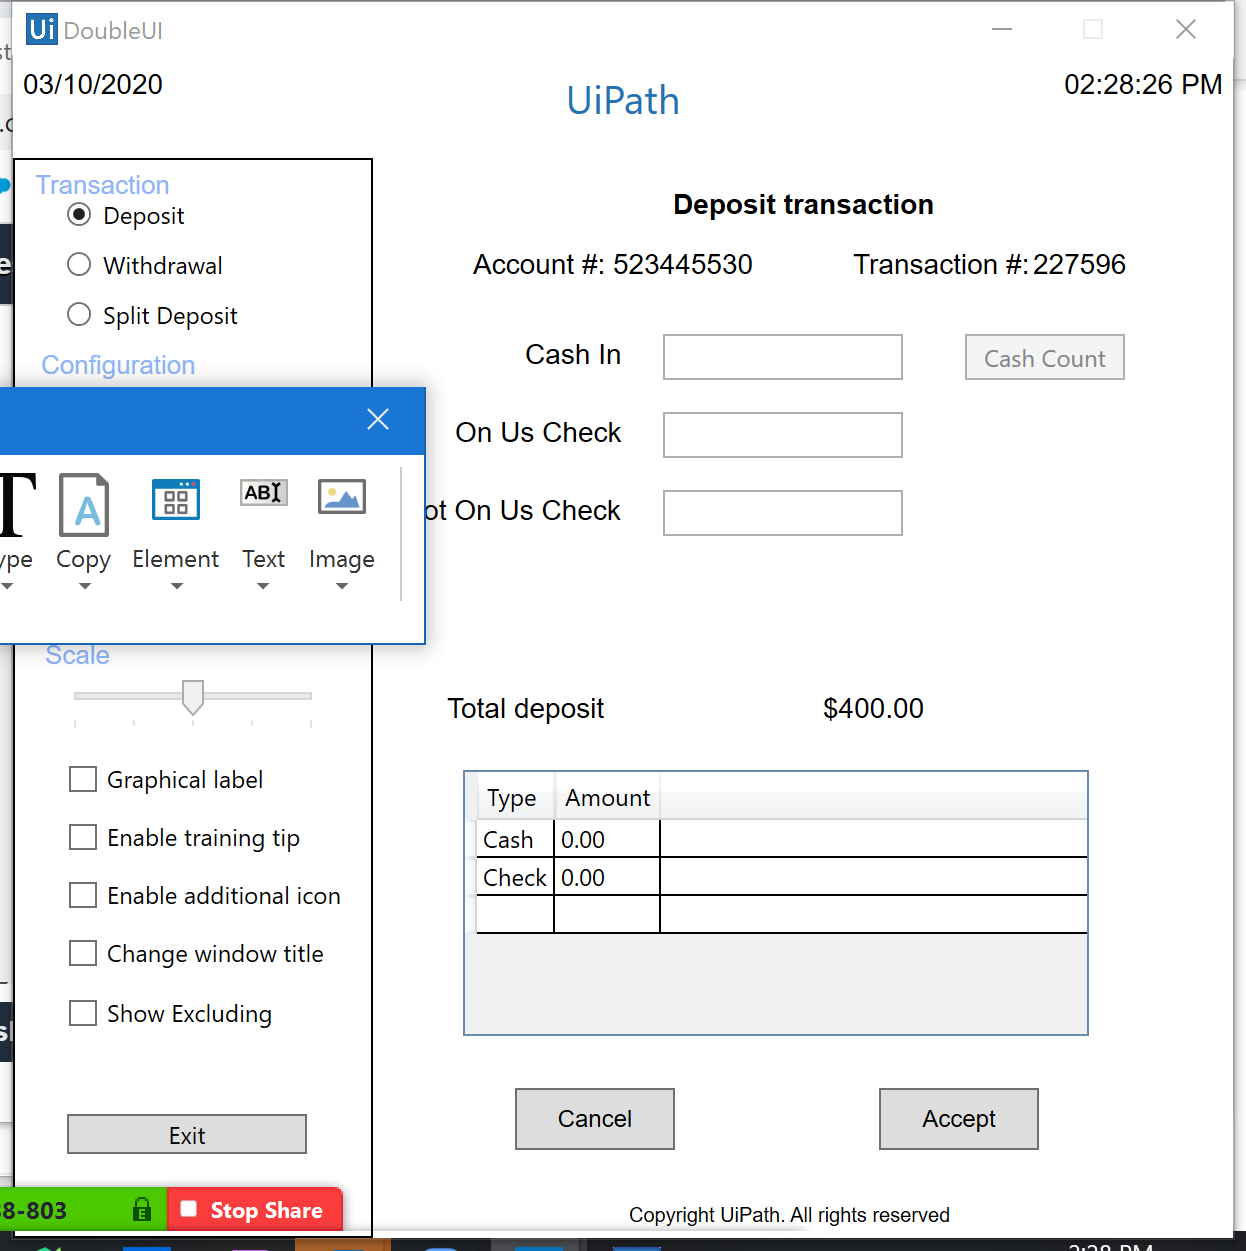 Ui DoubleUI
03/10/2020
02:28:26 PM
UiPath
Transaction
Deposit
Withdrawal
Split Deposit
Configuration
Deposit transaction
Account #: 523445530 Transaction #: 227596
Cash In
Cash Count
On Us Check
ot On Us Check
ype
Copy
A
Element
Text
ABI
Image
Scale
Graphical label
Enable training tip
Enable additional icon
Change window title
Show Excluding
Exit
Total deposit $400.00
Type Amount
Cash 0.00
Check 0.00
Cancel
Accept
8-803
Stop Share
Copyright UiPath. All rights reserved